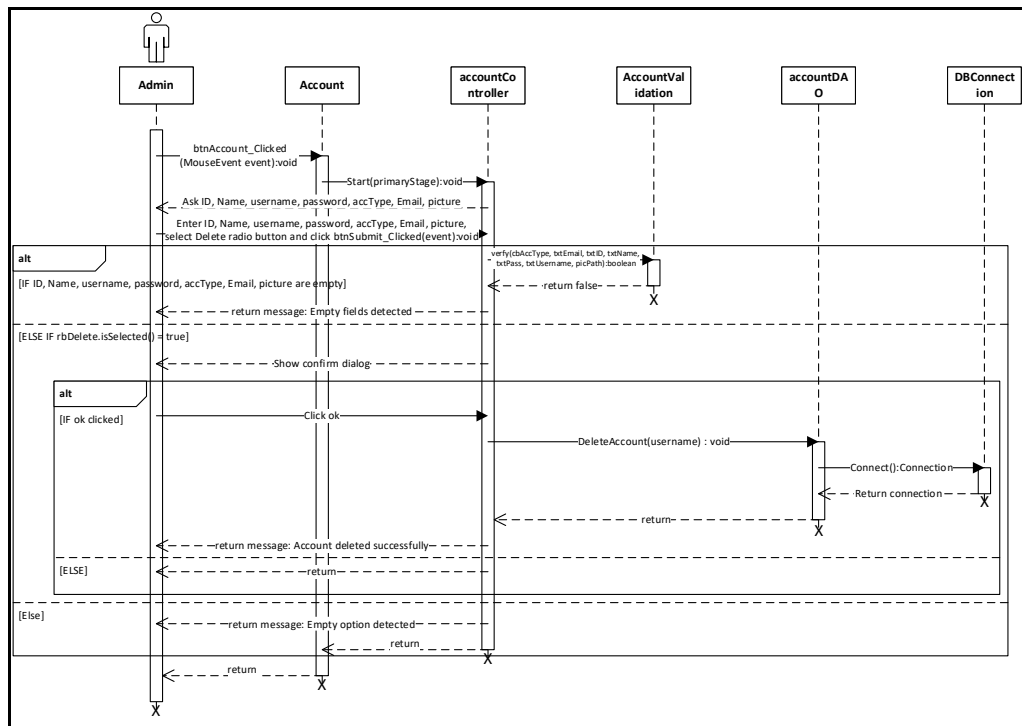 Admin
Account
accountCo
ntroller
AccountVal
idation
accountDA
O
DBConnect
ion
btnAccount_Clicked
(MouseEvent event):void
Start(primaryStage):void
Ask ID, Name, username, password, accType, Email, picture
Enter ID, Name, username, password, accType, Email, picture,
select Delete radio button and click btnSubmit_Clicked(event):void
alt
verfy(cbAccType, txtEmail, txtID, txtName,
txtPass, txtUsername, picPath):boolean
[IF ID, Name, username, password, accType, Email, picture are empty]
return false
X
return message: Empty fields detected
[ELSE IF rbDelete.isSelected() = true]
Show confirm dialog
alt
[IF ok clicked]
Click ok
DeleteAccount(username) : void
Connect():Connection
Return connection
X
return
X
return message: Account deleted successfully
[ELSE]
return
[Else]
return message: Empty option detected
return
X
return
X
X